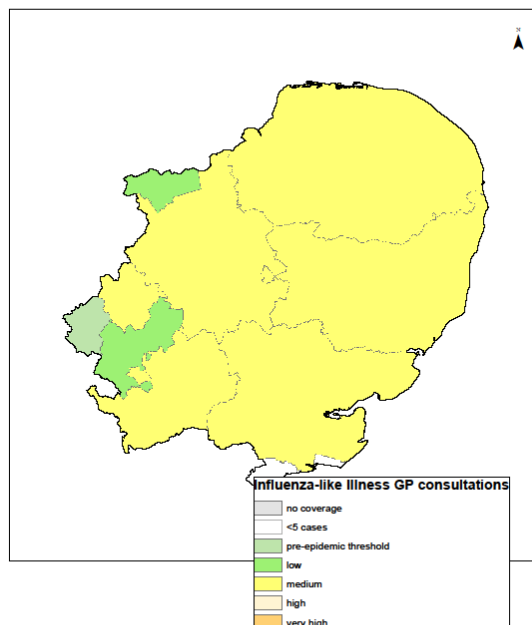 N
Influenza-like Illness GP consultations
no coverage
<5 cases
pre-epidemic threshold
low
medium
high
very high